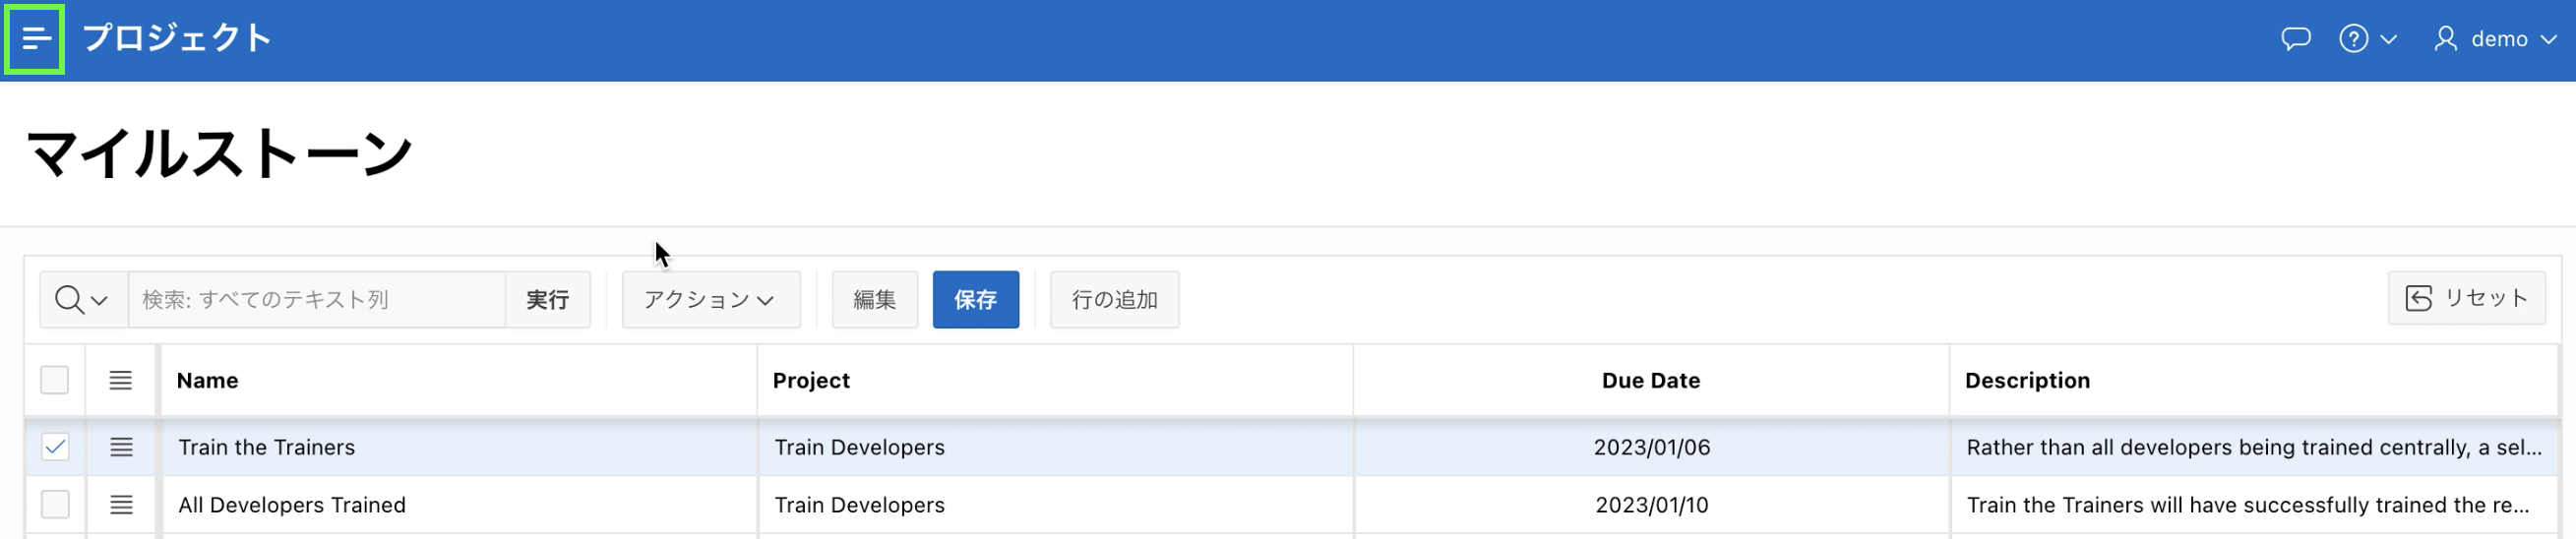 プロジェクト demo
マイルストーン
検索: すべてのテキスト列 実行 アクション 編集 保存 行の追加 リセット
Name Project Due Date Description
Train the Trainers Train Developers 2023/01/06 Rather than all developers being trained centrally, a sel...
All Developers Trained Train Developers 2023/01/10 Train the Trainers will have successfully trained the re...